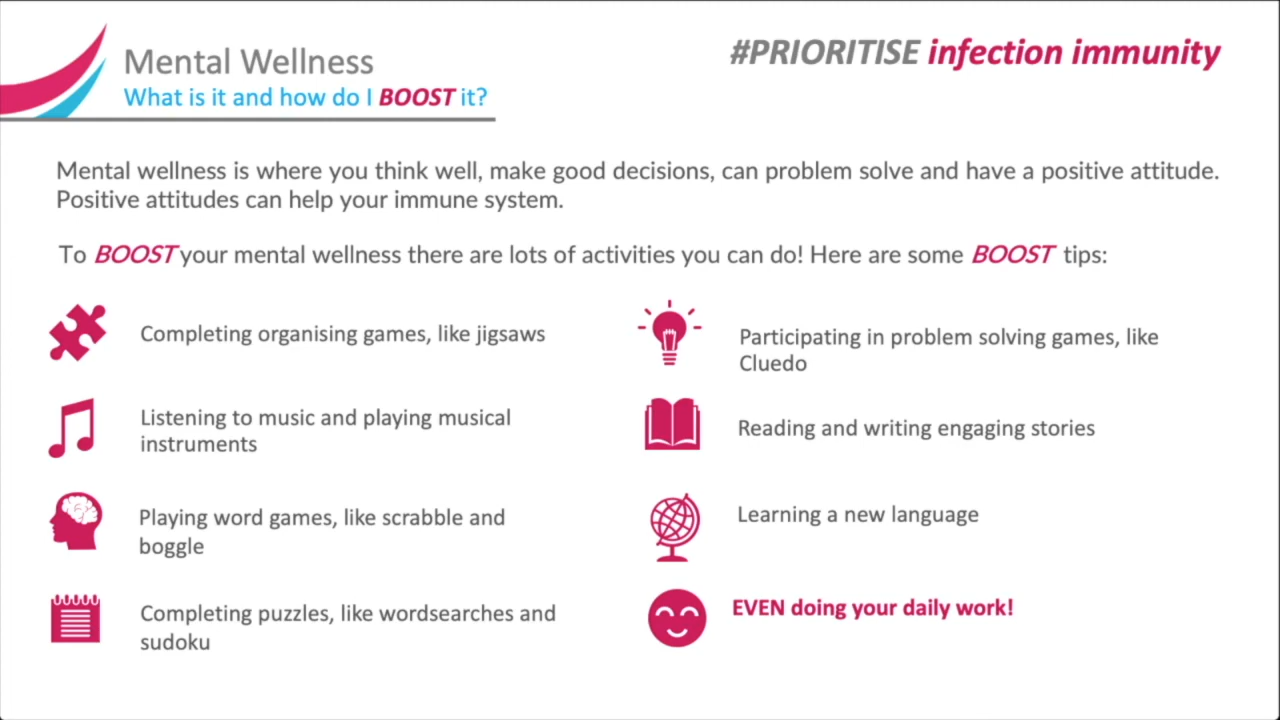 Mental Wellness
What is it and how do I BOOST it?
#PRIORITISE infection immunity
Mental wellness is where you think well, make good decisions, can problem solve and have a positive attitude.
Positive attitudes can help your immune system.
To BOOST your mental wellness there are lots of activities you can do! Here are some BOOST tips:
Completing organising games, like jigsaws
Listening to music and playing musical
instruments
Playing word games, like scrabble and
boggle
Completing puzzles, like wordsearches and
sudoku
Participating in problem solving games, like
Cluedo
Reading and writing engaging stories
Learning a new language
EVEN doing your daily work!